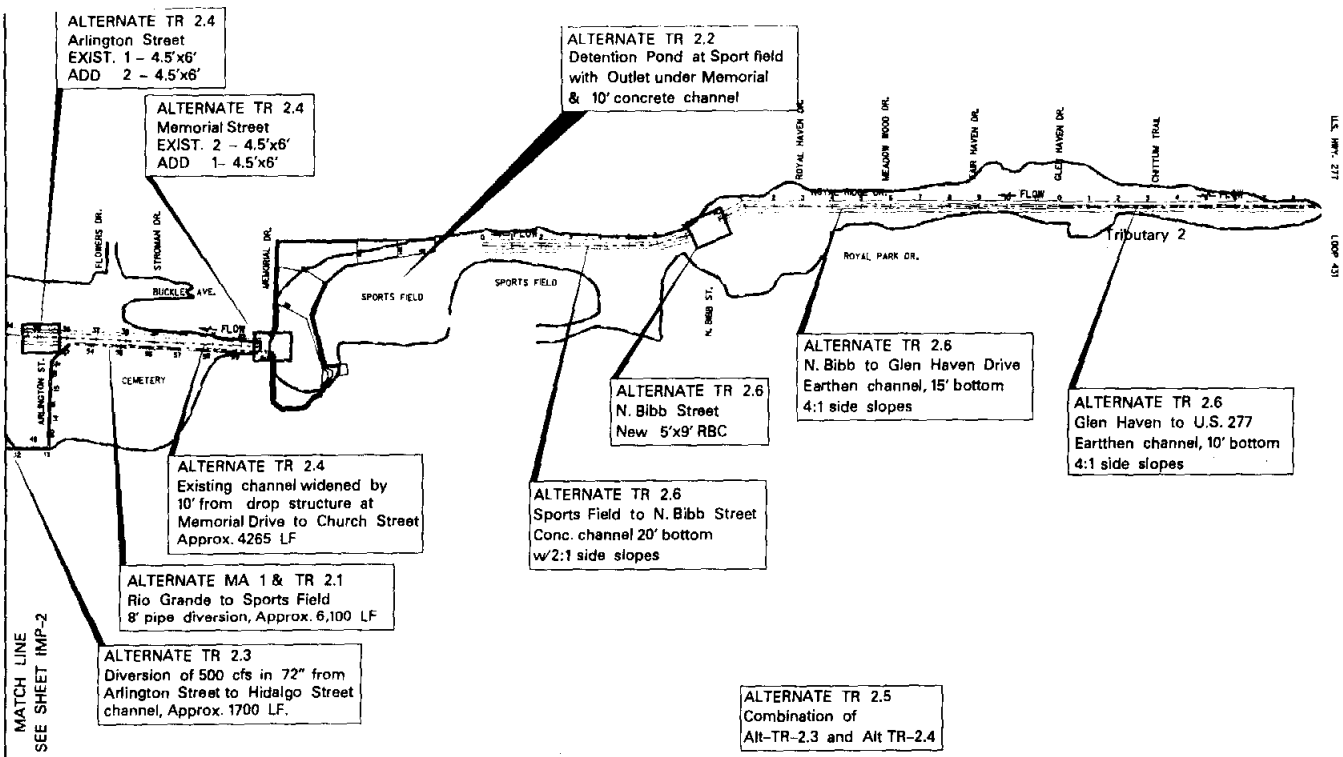 ALTERNATE TR 2.4
Arlington Street
EXIST. 1 - 4.5'x6'
ADD 2 - 4.5'x6'
ALTERNATE TR 2.4
Memorial Street
EXIST. 2 - 4.5'x6'
ADD 1- 4.5'x6'
ALTERNATE TR 2.2
Detention Pond at Sport field
with Outlet under Memorial
& 10' concrete channel
ROYAL HAVEN DR.
MEADOW WOOD DR.
FAIR HAVEN DR.
GLEN HAVEN DR.
CHITTUM TRAIL
U.S. HWY. 277
LOOP 431
ROYAL RIDGE DR.
FLOW
FLOW
Tributary 2
ROYAL PARK DR.
FLOWERS DR.
STROMAN DR.
BUCKLEY AVE.
MEMORIAL DR.
FLOW
FLOW
SPORTS FIELD
SPORTS FIELD
N. BIBB ST.
CEMETERY
ARLINGTON ST.
ALTERNATE TR 2.6
N. Bibb Street
New 5'x9' RBC
ALTERNATE TR 2.6
N. Bibb to Glen Haven Drive
Earthen channel, 15' bottom
4:1 side slopes
ALTERNATE TR 2.6
Glen Haven to U.S. 277
Eartthen channel, 10' bottom
4:1 side slopes
ALTERNATE TR 2.4
Existing channel widened by
10' from drop structure at
Memorial Drive to Church Street
Approx. 4265 LF
ALTERNATE TR 2.6
Sports Field to N. Bibb Street
Conc. channel 20' bottom
w/2:1 side slopes
ALTERNATE MA 1 & TR 2.1
Rio Grande to Sports Field
8' pipe diversion, Approx. 6,100 LF
ALTERNATE TR 2.3
Diversion of 500 cfs in 72" from
Arlington Street to Hidalgo Street
channel, Approx. 1700 LF.
ALTERNATE TR 2.5
Combination of
Alt-TR-2.3 and Alt TR-2.4
MATCH LINE
SEE SHEET IMP-2